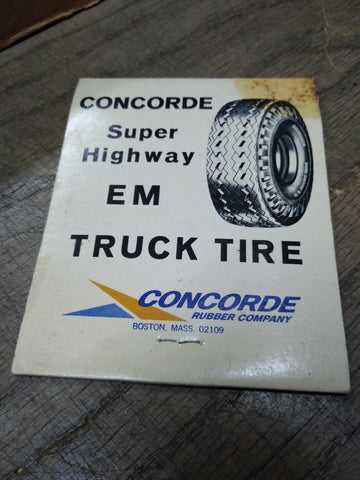 CONCORDE
Super
Highway
EM
TRUCK TIRE
CONCORDE
RUBBER COMPANY
BOSTON, MASS. 02109